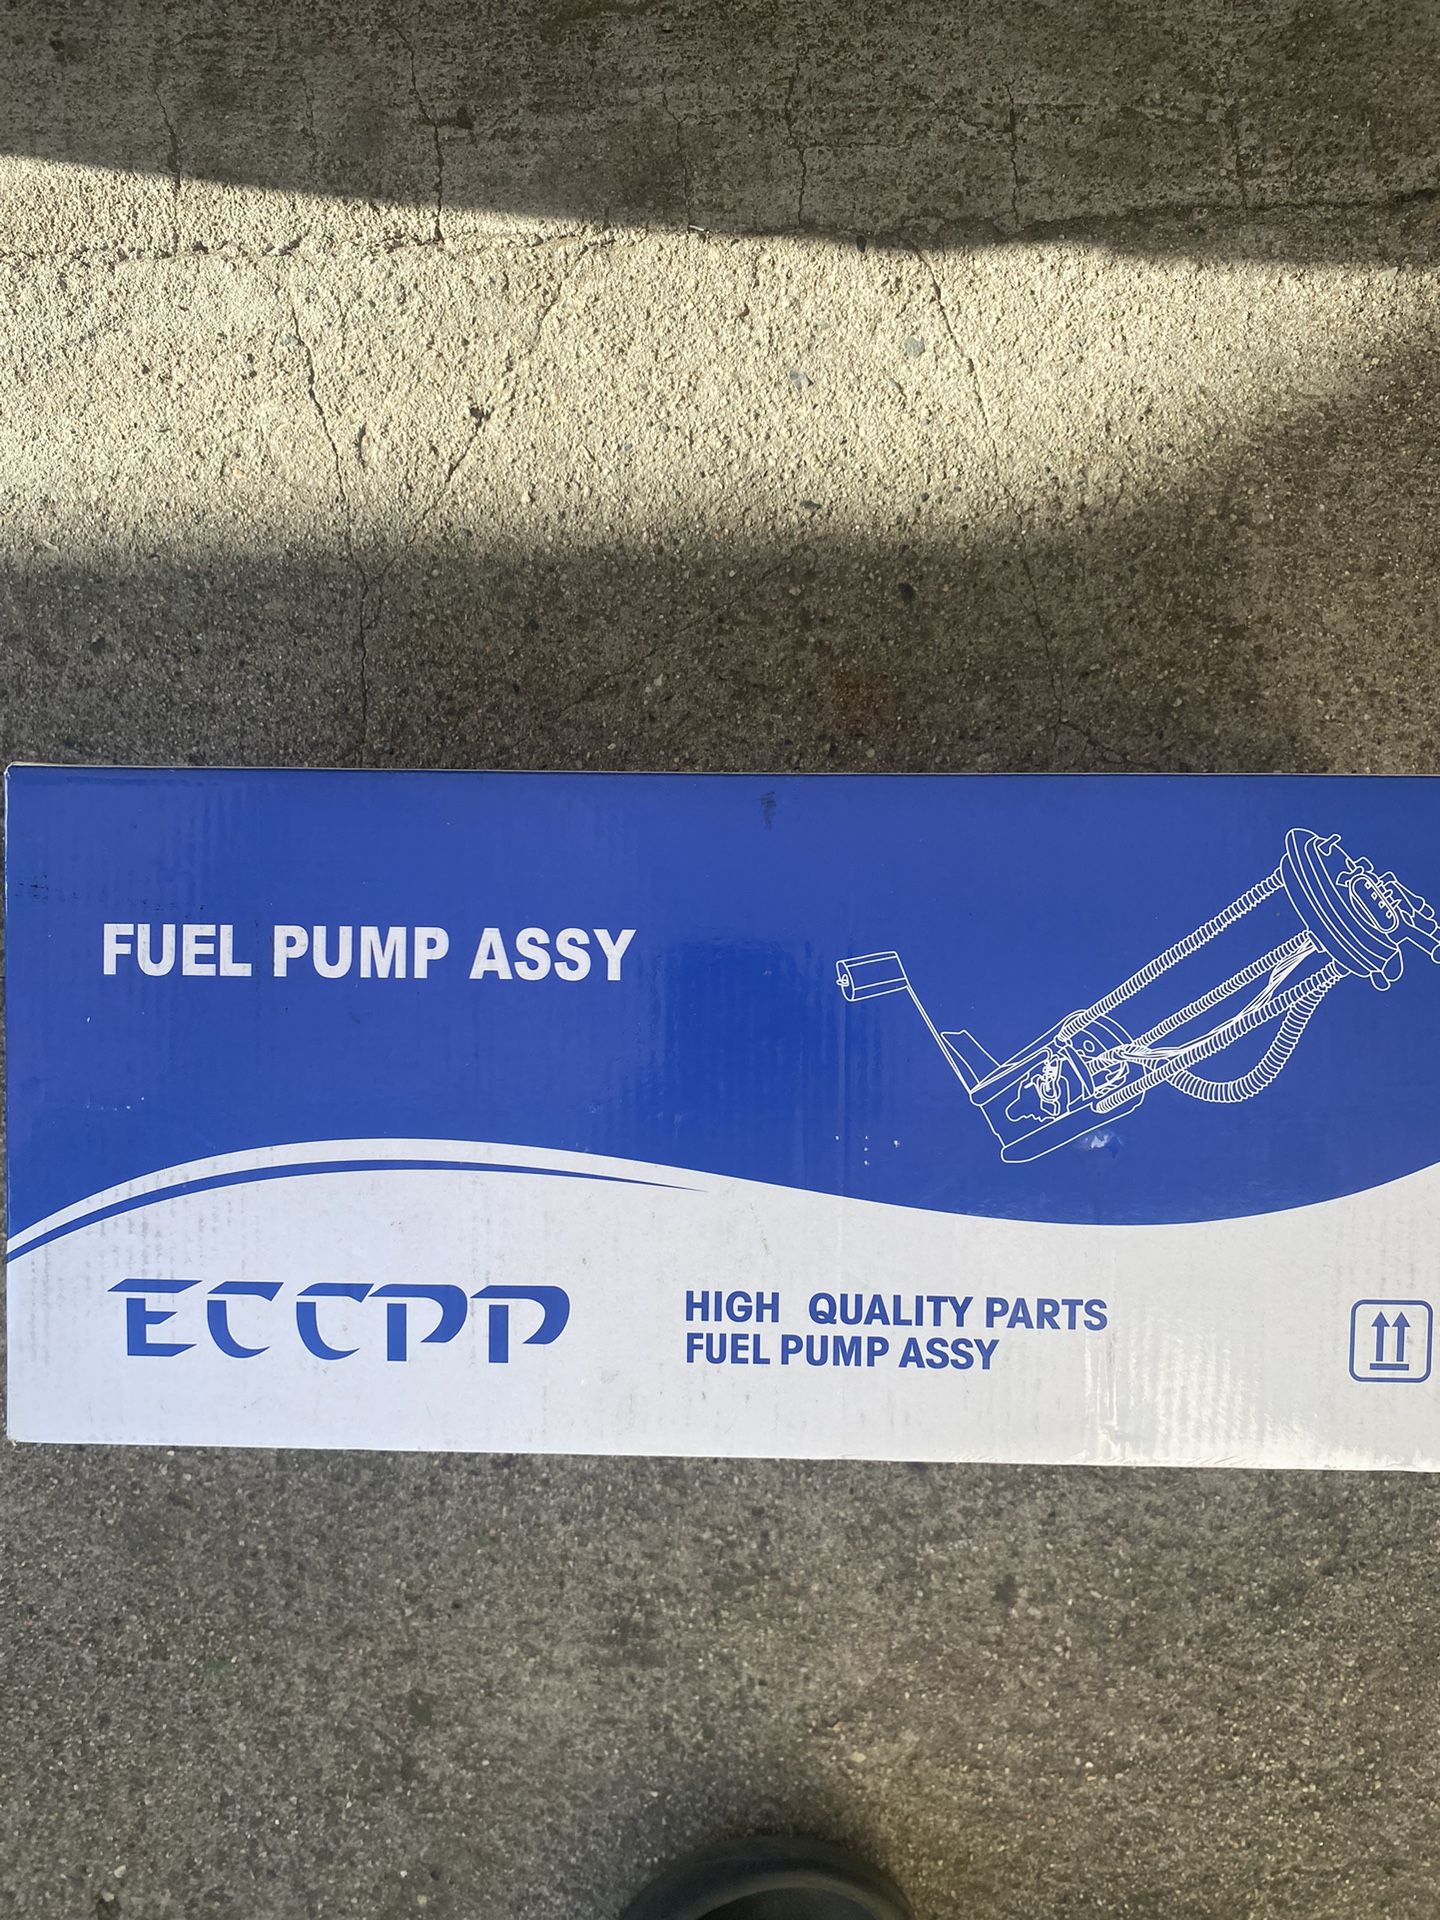 FUEL PUMP ASSY
ECCPP
HIGH QUALITY PARTS
FUEL PUMP ASSY